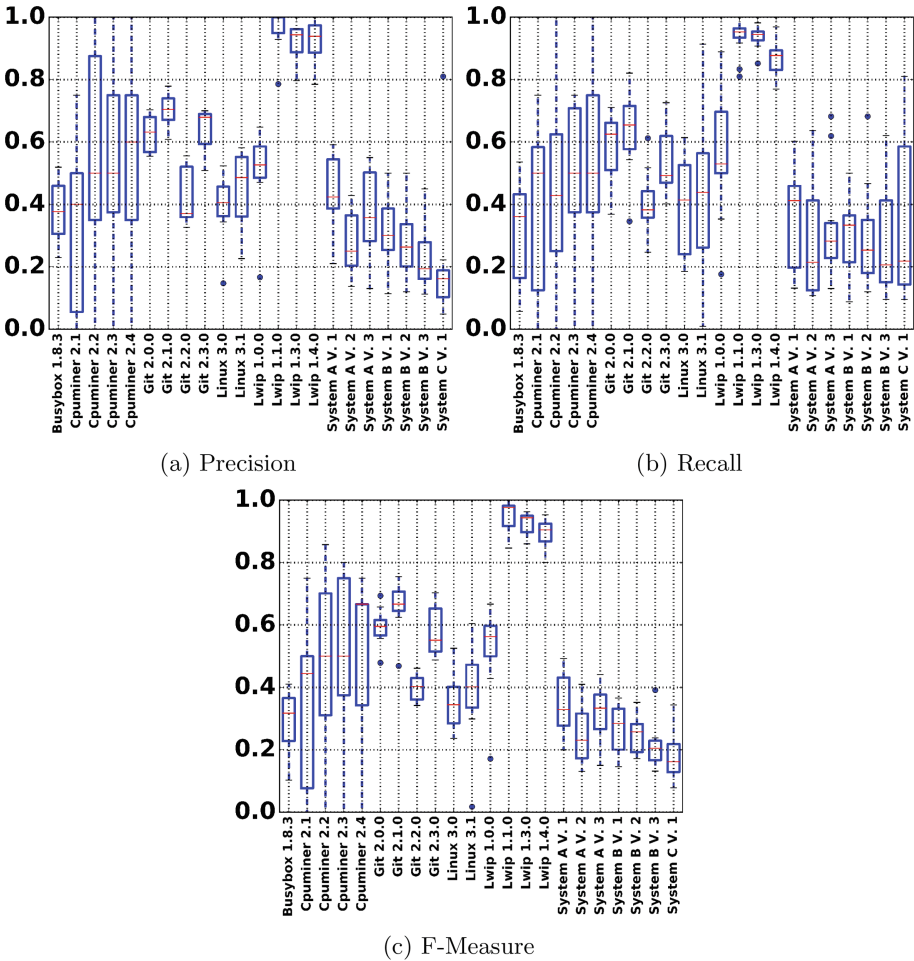 1.0
0.8
0.6
0.4
0.2
0.0
Busybox 1.8.3
Cpuminer 2.1
Cpuminer 2.2
Cpuminer 2.3
Cpuminer 2.4
Git 2.0.0
Git 2.1.0
Git 2.2.0
Git 2.3.0
Linux 3.0
Linux 3.1
Lwip 1.0.0
Lwip 1.1.0
Lwip 1.3.0
Lwip 1.4.0
System A V. 1
System A V. 2
System A V. 3
System B V. 1
System B V. 2
System B V. 3
System C V. 1
(a) Precision
1.0
0.8
0.6
0.4
0.2
0.0
Busybox 1.8.3
Cpuminer 2.1
Cpuminer 2.2
Cpuminer 2.3
Cpuminer 2.4
Git 2.0.0
Git 2.1.0
Git 2.2.0
Git 2.3.0
Linux 3.0
Linux 3.1
Lwip 1.0.0
Lwip 1.1.0
Lwip 1.3.0
Lwip 1.4.0
System A V. 1
System A V. 2
System A V. 3
System B V. 1
System B V. 2
System B V. 3
System C V. 1
(b) Recall
1.0
0.8
0.6
0.4
0.2
0.0
Busybox 1.8.3
Cpuminer 2.1
Cpuminer 2.2
Cpuminer 2.3
Cpuminer 2.4
Git 2.0.0
Git 2.1.0
Git 2.2.0
Git 2.3.0
Linux 3.0
Linux 3.1
Lwip 1.0.0
Lwip 1.1.0
Lwip 1.3.0
Lwip 1.4.0
System A V. 1
System A V. 2
System A V. 3
System B V. 1
System B V. 2
System B V. 3
System C V. 1
(c) F-Measure